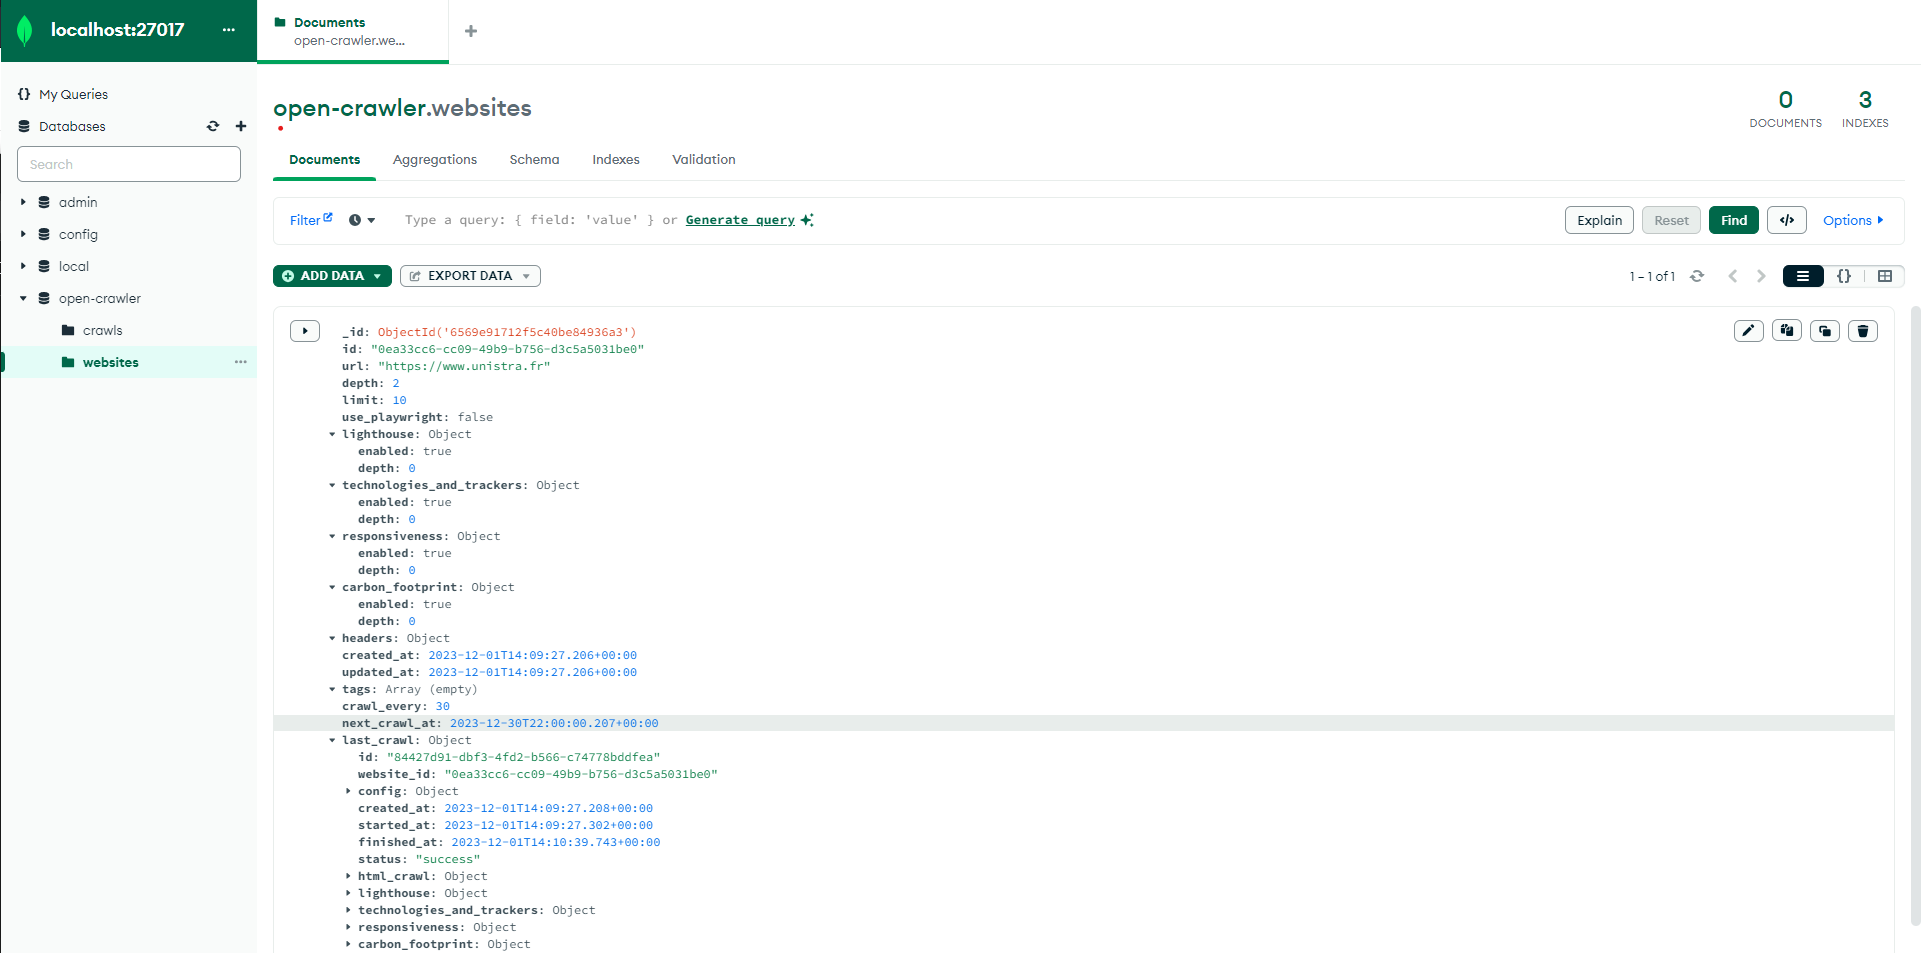 localhost:27017 ...
Documents
open-crawler.we...
My Queries
Databases
Search
admin
config
local
open-crawler
crawls
websites ...
open-crawler.websites
0
DOCUMENTS
3
INDEXES
Documents Aggregations Schema Indexes Validation
Filter Type a query: { field: 'value' } or Generate query Explain Reset Find </> Options
ADD DATA EXPORT DATA 1 – 1 of 1 {}
_id: ObjectId('6569e91712f5c40be84936a3')
id: "0ea33cc6-cc09-49b9-b756-d3c5a5031be0"
url: "https://www.unistra.fr"
depth: 2
limit: 10
use_playwright: false
lighthouse: Object
enabled: true
depth: 0
technologies_and_trackers: Object
enabled: true
depth: 0
responsiveness: Object
enabled: true
depth: 0
carbon_footprint: Object
enabled: true
depth: 0
headers: Object
created_at: 2023-12-01T14:09:27.206+00:00
updated_at: 2023-12-01T14:09:27.206+00:00
tags: Array (empty)
crawl_every: 30
next_crawl_at: 2023-12-30T22:00:00.207+00:00
last_crawl: Object
id: "84427d91-dbf3-4fd2-b566-c74778bddfea"
website_id: "0ea33cc6-cc09-49b9-b756-d3c5a5031be0"
config: Object
created_at: 2023-12-01T14:09:27.208+00:00
started_at: 2023-12-01T14:09:27.302+00:00
finished_at: 2023-12-01T14:10:39.743+00:00
status: "success"
html_crawl: Object
lighthouse: Object
technologies_and_trackers: Object
responsiveness: Object
carbon_footprint: Object